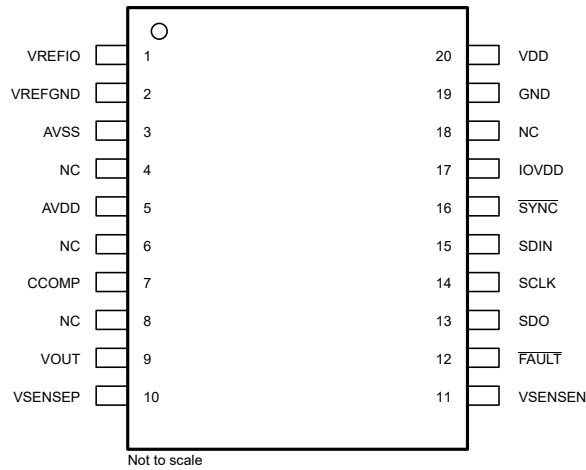 VREFIO 1 20 VDD
VREFGND 2 19 GND
AVSS 3 18 NC
NC 4 17 IOVDD
AVDD 5 16 SYNC
NC 6 15 SDIN
CCOMP 7 14 SCLK
NC 8 13 SDO
VOUT 9 12 FAULT
VSENSEP 10 11 VSENSEN
Not to scale